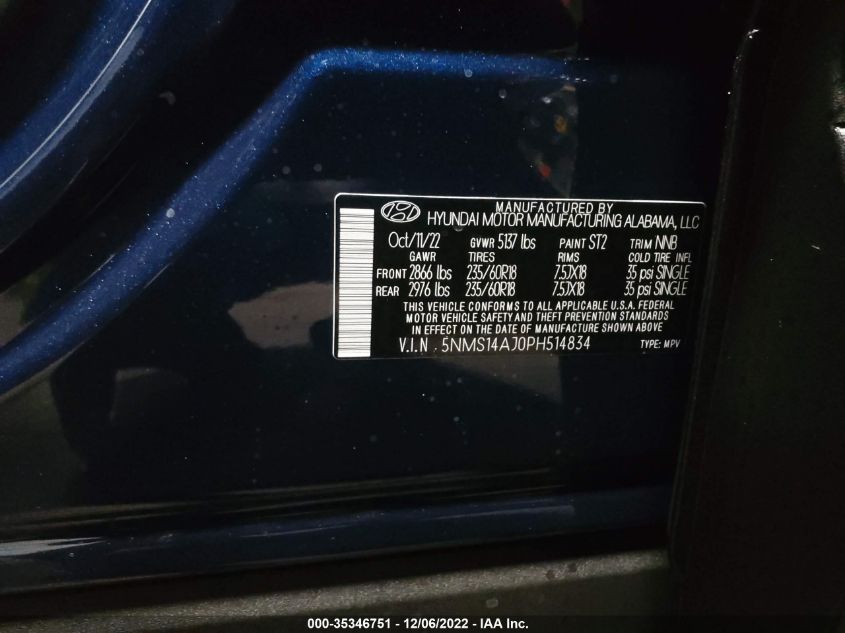 MANUFACTURED BY
HYUNDAI MOTOR MANUFACTURING ALABAMA, LLC
Oct/11/22 GVWR 5137 lbs PAINT ST2 TRIM NNB
GAWR TIRES RIMS COLD TIRE INFL
FRONT 2866 lbs 235/60R18 7.5JX18 35 psi SINGLE
REAR 2976 lbs 235/60R18 7.5JX18 35 psi SINGLE
THIS VEHICLE CONFORMS TO ALL APPLICABLE U.S.A. FEDERAL
MOTOR VEHICLE SAFETY AND THEFT PREVENTION STANDARDS
IN EFFECT ON THE DATE OF MANUFACTURE SHOWN ABOVE
V.I.N : 5NMS14AJ0PH514834 TYPE: MPV
000-35346751 - 12/06/2022 - IAA Inc.